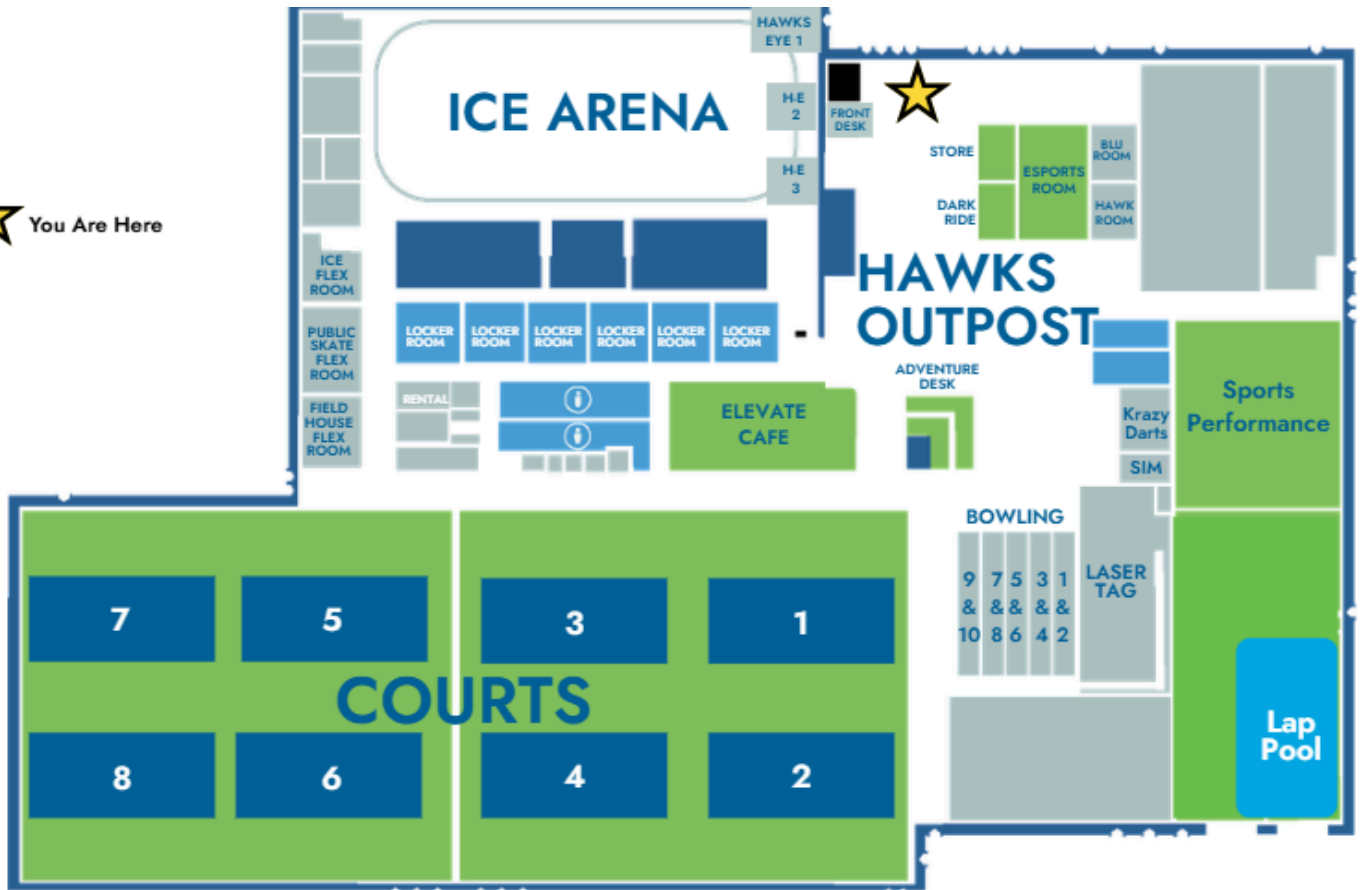 HAWKS
EYE 1
ICE ARENA
H-E
2
FRONT
DESK
H-E
3
STORE
ESPORTS
ROOM
BLU
ROOM
DARK
RIDE
HAWK
ROOM
You Are Here
ICE
FLEX
ROOM
HAWKS
OUTPOST
PUBLIC
SKATE
FLEX
ROOM
LOCKER
ROOM
LOCKER
ROOM
LOCKER
ROOM
LOCKER
ROOM
LOCKER
ROOM
LOCKER
ROOM
ADVENTURE
DESK
Sports
Performance
RENTAL
ELEVATE
CAFE
Krazy
Darts
FIELD
HOUSE
FLEX
ROOM
SIM
BOWLING
9
&
10
7
&
8
5
&
6
3
&
4
1
&
2
LASER
TAG
7
5
3
1
COURTS
8
6
4
2
Lap
Pool